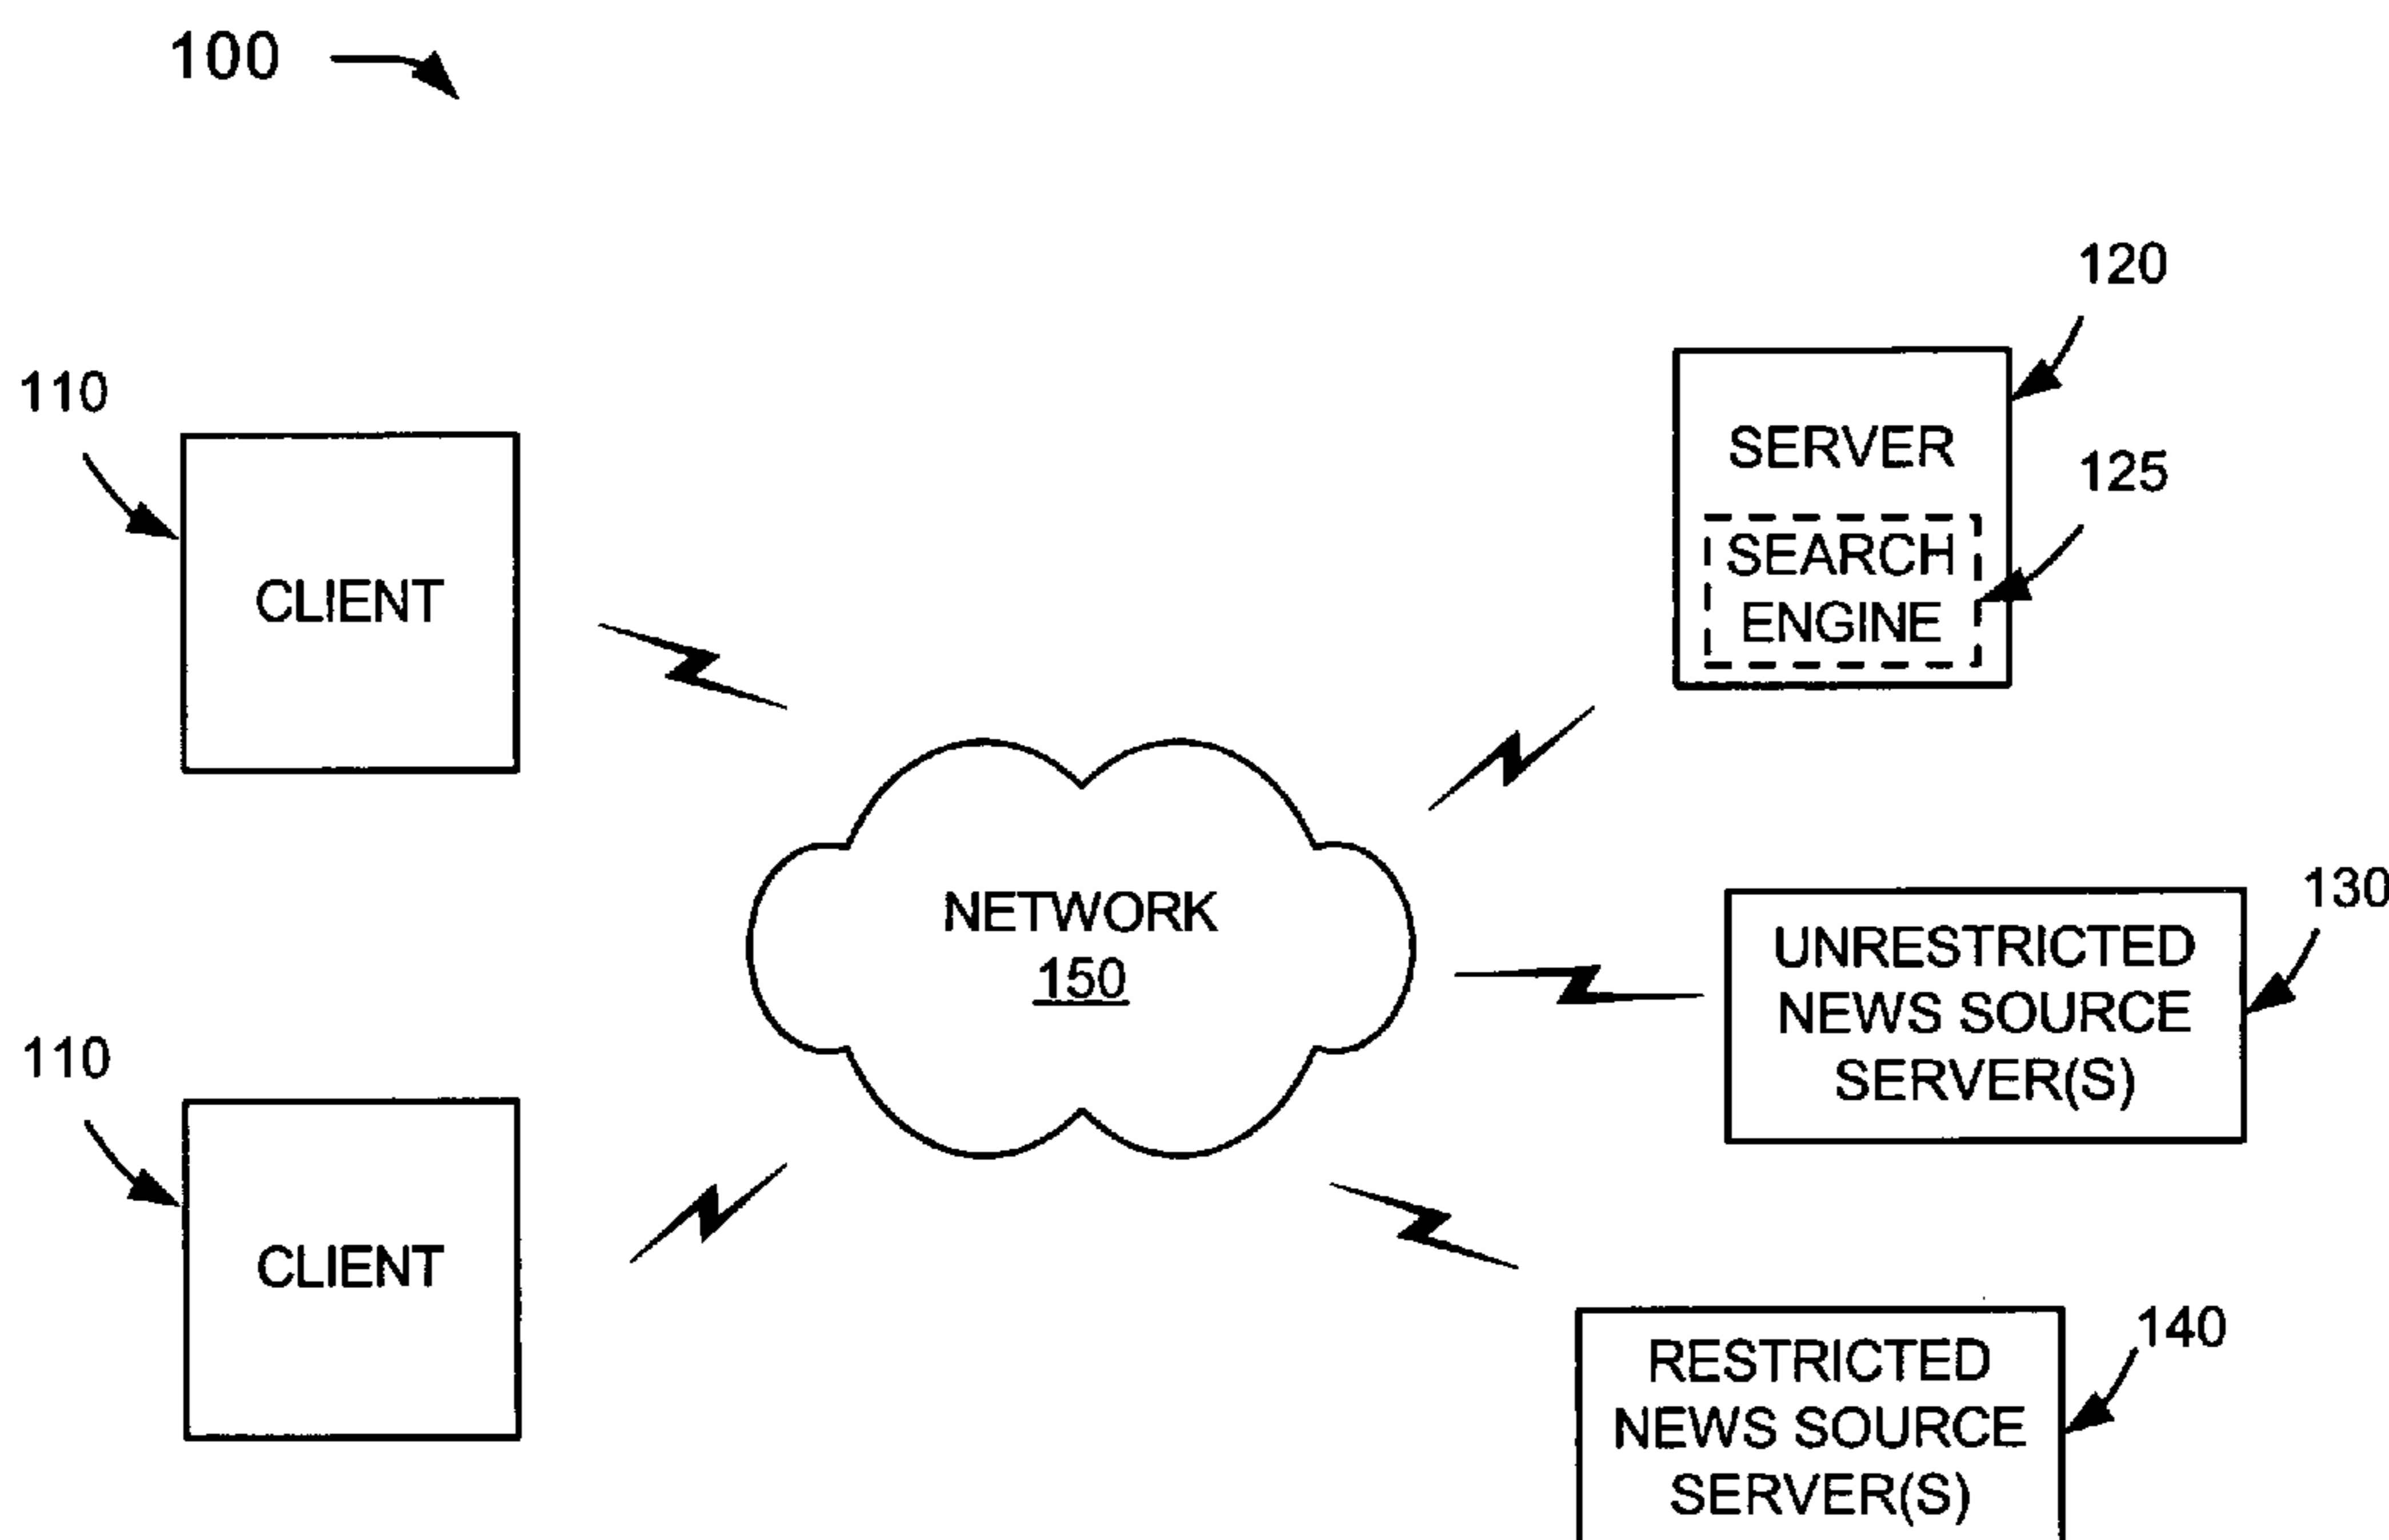 100
120
110
SERVER
125
SEARCH
ENGINE
CLIENT
130
NETWORK
150
UNRESTRICTED
NEWS SOURCE
SERVER(S)
110
CLIENT
140
RESTRICTED
NEWS SOURCE
SERVER(S)